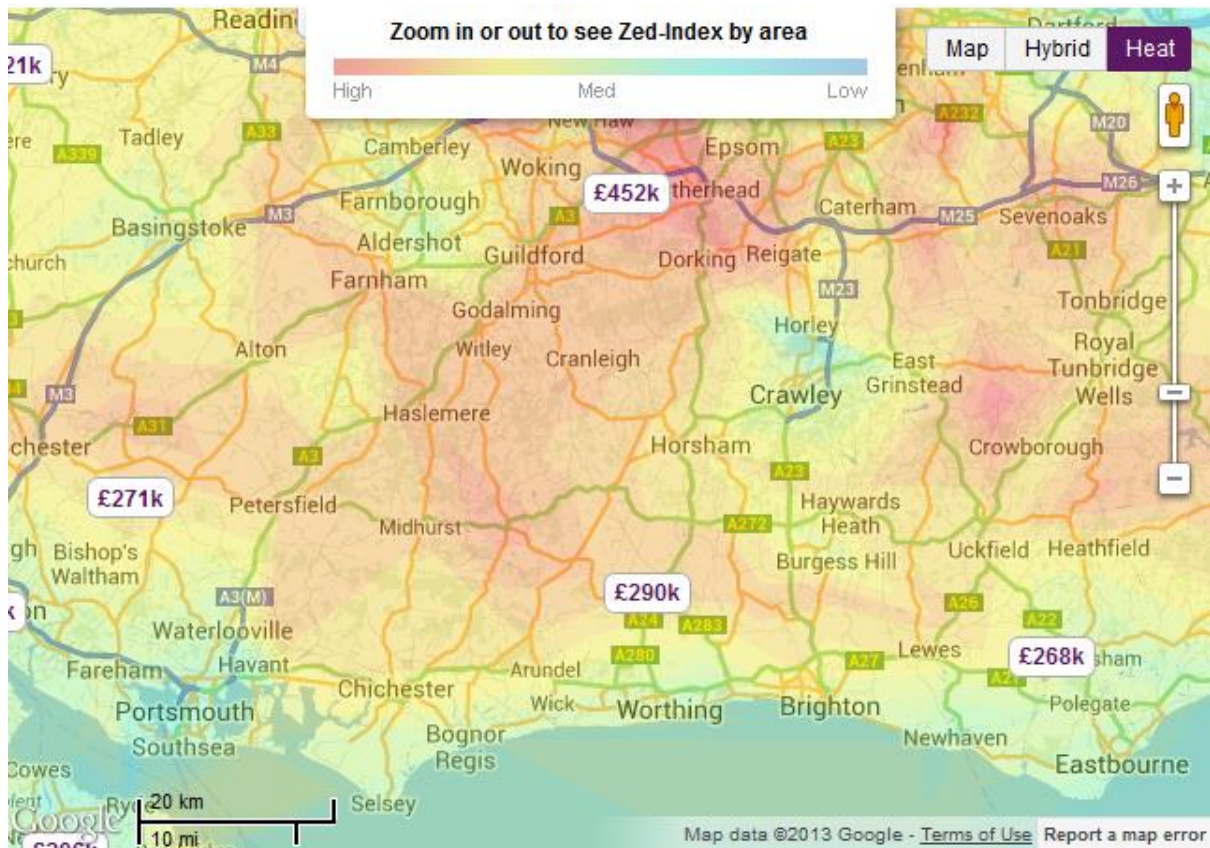 Zoom in or out to see Zed-Index by area
High Med Low
Map Hybrid Heat
M4
21k
Tadley
A33
A339
Camberley
New Haw
Epsom
A23
A232
M20
Woking
£452k
M26
Farnborough
Caterham
M25
Sevenoaks
M3
A3
Basingstoke
Aldershot
Guildford
Dorking
Reigate
A21
church
Farnham
M23
Tonbridge
Godalming
Horley
Alton
Witley
Cranleigh
East
Grinstead
Royal
Tunbridge
Wells
M3
Crawley
Haslemere
A31
chester
A3
Horsham
Crowborough
A23
£271k
Petersfield
Midhurst
A272
Haywards
Heath
Bishop's
Waltham
Burgess Hill
Uckfield
Heathfield
£290k
A3(M)
A24
A283
A26
A22
Waterlooville
Fareham
Havant
Arundel
A280
A27
Lewes
£268k
Chichester
Wick
Worthing
Brighton
Polegate
Portsmouth
Southsea
Bognor
Regis
Newhaven
Eastbourne
Cowes
Selsey
20 km
10 mi
Google
Map data ©2013 Google - Terms of Use Report a map error